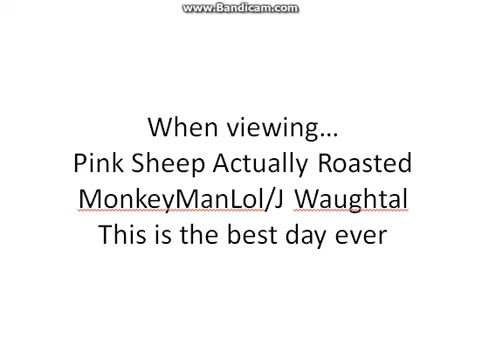 www.Bandicam.com
When viewing…
Pink Sheep Actually Roasted
MonkeyManLol/J Waughtal
This is the best day ever